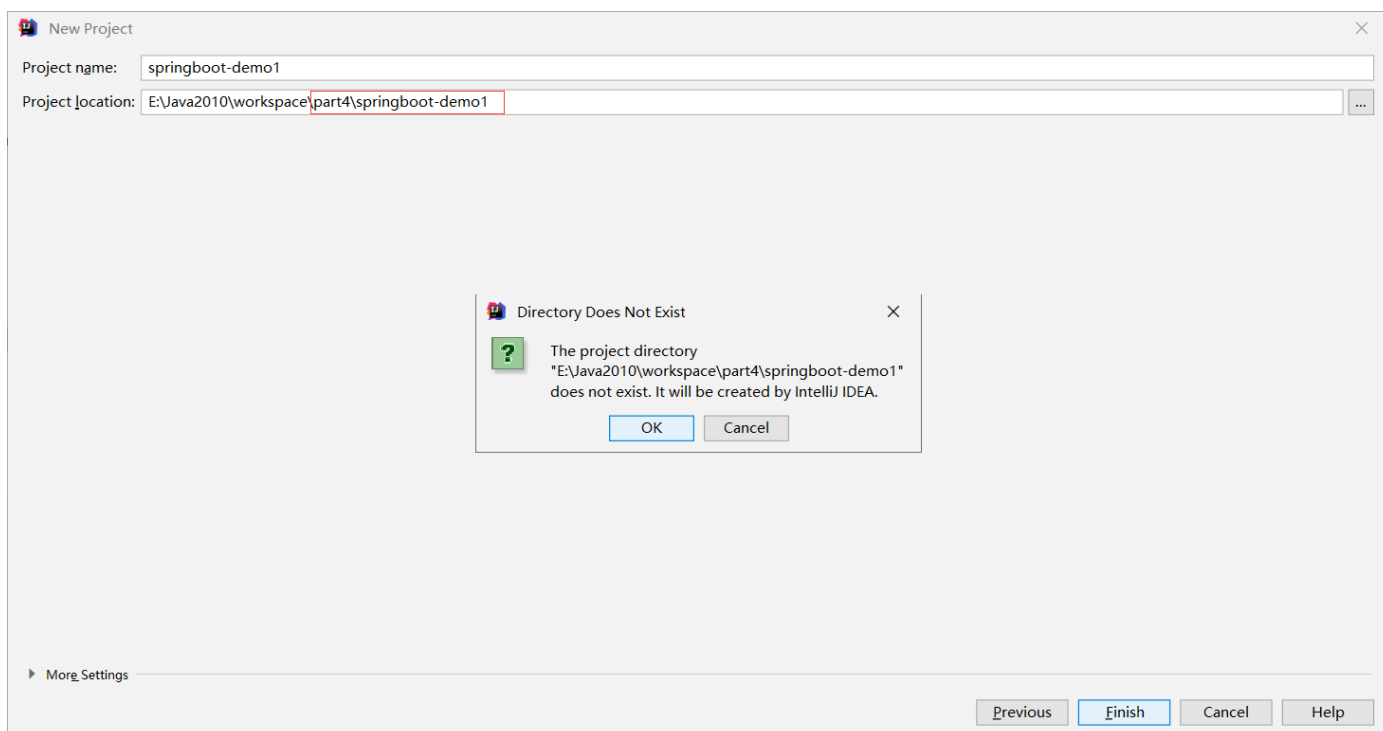 New Project
Project name: springboot-demo1
Project location: E:\Java2010\workspace\part4\springboot-demo1 ...
Directory Does Not Exist
?
The project directory
"E:\Java2010\workspace\part4\springboot-demo1"
does not exist. It will be created by IntelliJ IDEA.
OK Cancel
More Settings
Previous Finish Cancel Help